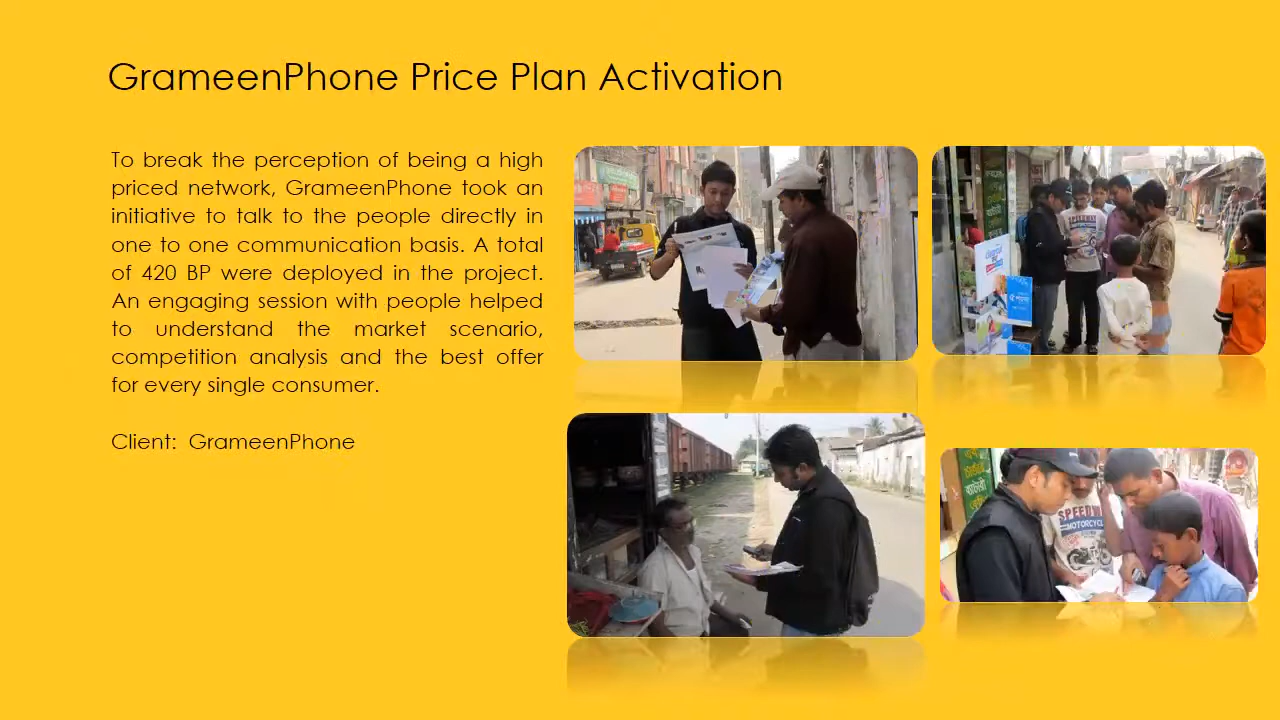 GrameenPhone Price Plan Activation
To break the perception of being a high
priced network, GrameenPhone took an
initiative to talk to the people directly in
one to one communication basis. A total
of 420 BP were deployed in the project.
An engaging session with people helped
to understand the market scenario,
competition analysis and the best offer
for every single consumer.
Client: GrameenPhone
MOTORCYCL